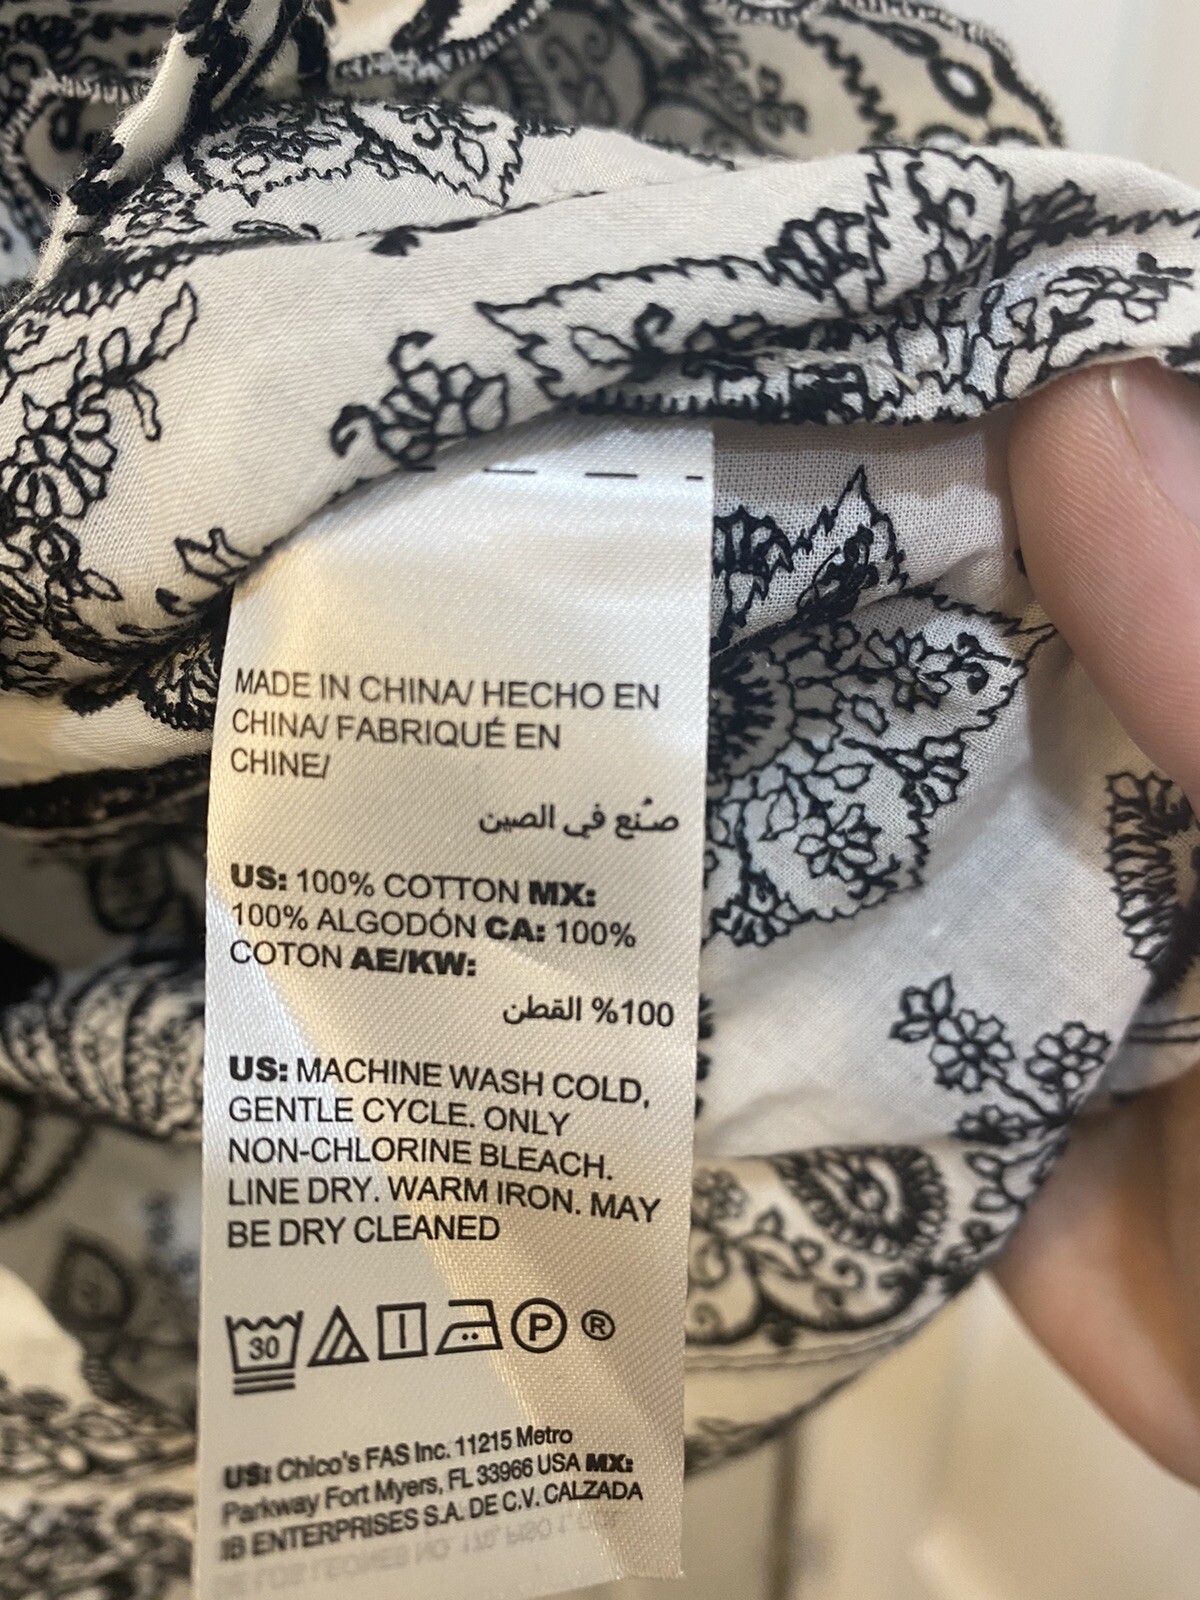 MADE IN CHINA/ HECHO EN
CHINA/ FABRIQUÉ EN
CHINE/
صُنع في الصين
US: 100% COTTON MX:
100% ALGODÓN CA: 100%
COTON AE/KW:
100% القطن
US: MACHINE WASH COLD,
GENTLE CYCLE. ONLY
NON-CHLORINE BLEACH.
LINE DRY. WARM IRON. MAY
BE DRY CLEANED
30 P ®
US: Chico's FAS Inc. 11215 Metro
Parkway Fort Myers, FL 33966 USA MX:
IB ENTERPRISES S.A. DE C.V. CALZADA